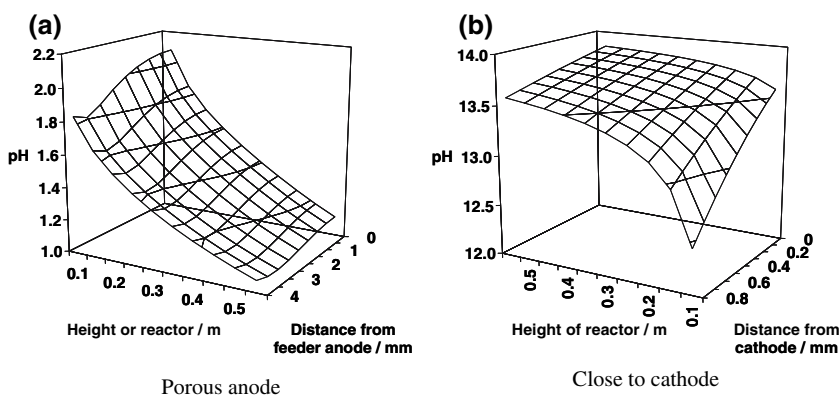 (a)
2.2
2.0
1.8
pH
1.6
1.4
1.2
1.0
0.1
0.2
0.3
0.4
0.5
4
3
2
1
0
Height or reactor / m
Distance from
feeder anode / mm
Porous anode
(b)
14.0
13.5
pH
13.0
12.5
12.0
0.5
0.4
0.3
0.2
0.1
0.8
0.6
0.4
0.2
0
Height of reactor / m
Distance from
cathode / mm
Close to cathode